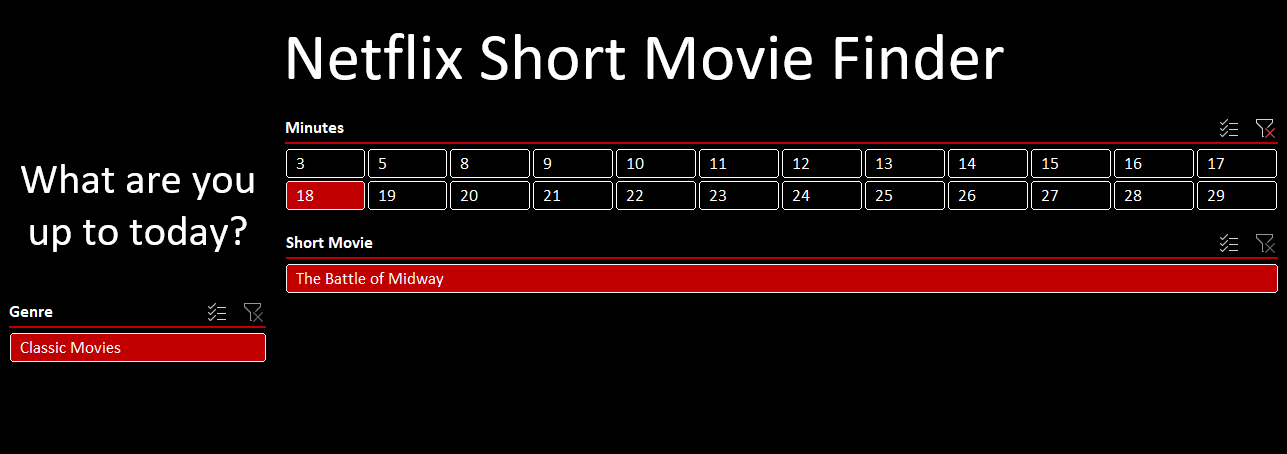 Netflix Short Movie Finder
What are you
up to today?
Genre
Classic Movies
Minutes
3 5 8 9 10 11 12 13 14 15 16 17
18 19 20 21 22 23 24 25 26 27 28 29
Short Movie
The Battle of Midway